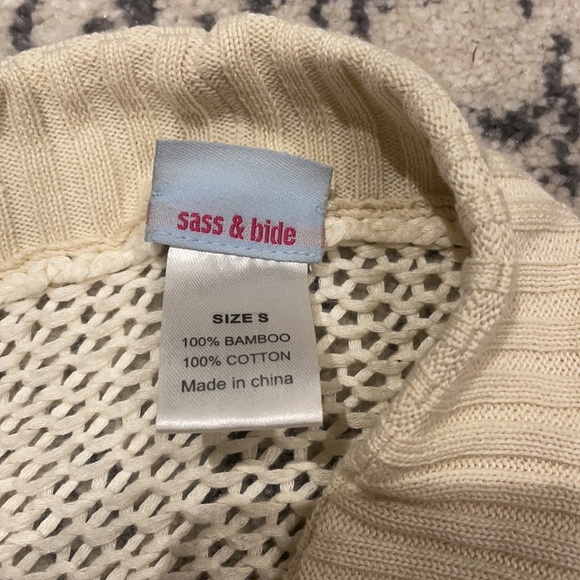 sass & bide
SIZE S
100% BAMBOO
100% COTTON
Made in china